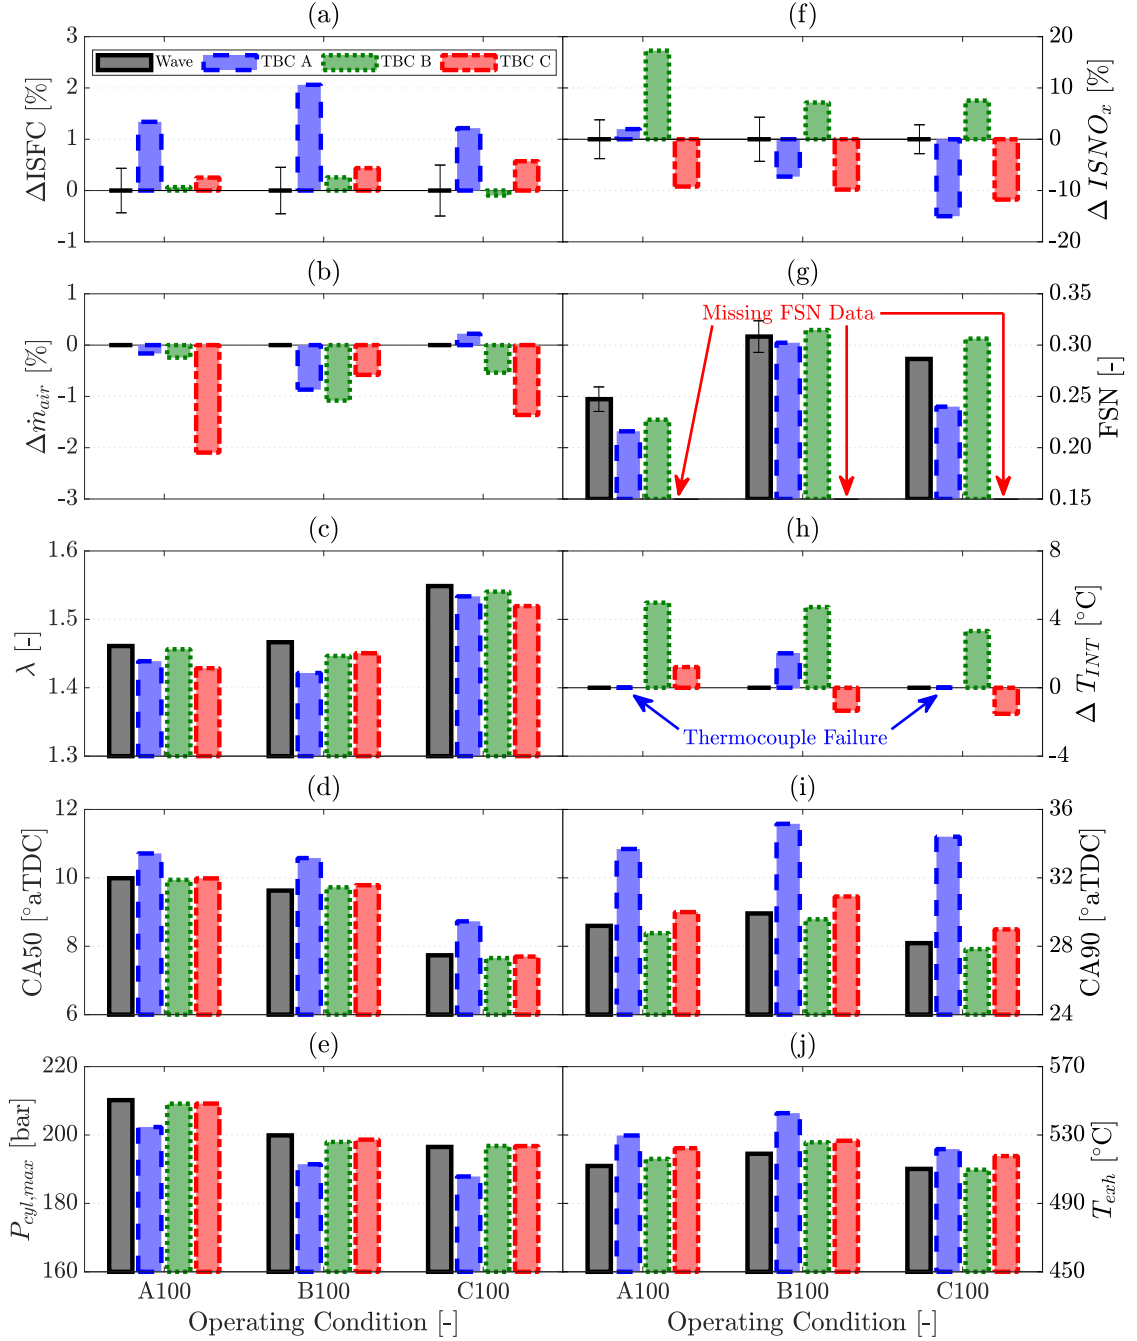 (a)
3
2
1
0
-1
ΔISFC [%]
Wave
TBC A
TBC B
TBC C
(f)
20
10
0
-10
-20
Δ ISNOₓ [%]
(b)
1
0
-1
-2
-3
Δṁ_air [%]
(g)
Missing FSN Data
0.35
0.30
0.25
0.20
0.15
FSN [-]
(c)
1.6
1.5
1.4
1.3
λ [-]
(h)
Thermocouple Failure
8
4
0
-4
Δ T_INT [°C]
(d)
12
10
8
6
CA50 [°aTDC]
(i)
36
32
28
24
CA90 [°aTDC]
(e)
220
200
180
160
P_cyl,max [bar]
(j)
570
530
490
450
T_exh [°C]
A100
B100
C100
Operating Condition [-]
A100
B100
C100
Operating Condition [-]